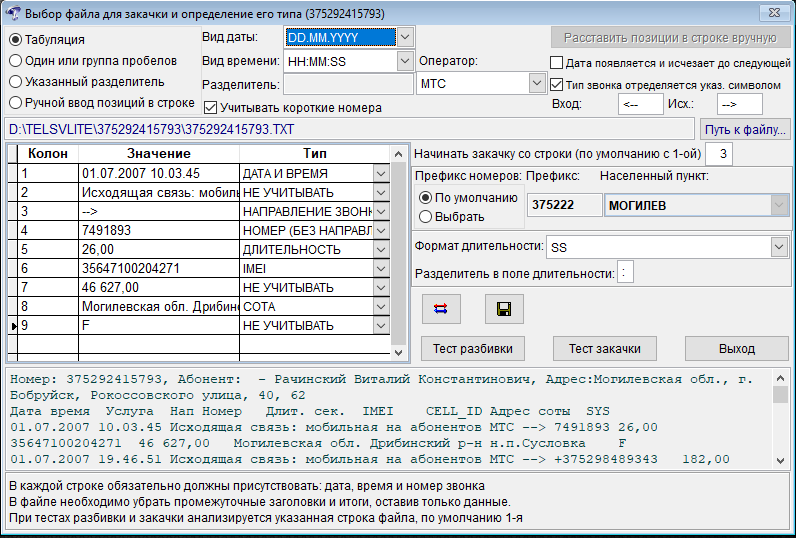 Выбор файла для закачки и определение его типа (375292415793)
Табуляция
Один или группа пробелов
Указанный разделитель
Ручной ввод позиций в строке
Вид даты: DD.MM.YYYY
Вид времени: HH:MM:SS
Разделитель:
Учитывать короткие номера
Оператор:
МТС
Расставить позиции в строке вручную
Дата появляется и исчезает до следующей
Тип звонка отределяется указ. символом
Вход: <-- Исх.: -->
D:\TELSVLITE\375292415793\375292415793.TXT
Путь к файлу...
Колон Значение Тип
1 01.07.2007 10.03.45 ДАТА И ВРЕМЯ
2 Исходящая связь: мобиль НЕ УЧИТЫВАТЬ
3 --> НАПРАВЛЕНИЕ ЗВОНК
4 7491893 НОМЕР (БЕЗ НАПРАВЛ
5 26,00 ДЛИТЕЛЬНОСТЬ
6 35647100204271 IMEI
7 46 627,00 НЕ УЧИТЫВАТЬ
8 Могилевская обл. Дрибин СОТА
9 F НЕ УЧИТЫВАТЬ
Начинать закачку со строки (по умолчанию с 1-ой) 3
Префикс номеров: Префикс: Населенный пункт:
По умолчанию
Выбрать
375222 МОГИЛЕВ
Формат длительности: SS
Разделитель в поле длительности: :
Тест разбивки
Тест закачки
Выход
Номер: 375292415793, Абонент:  - Рачинский Виталий Константинович, Адрес:Могилевская обл., г.
Бобруйск, Рокоссовского улица, 40, 62
Дата время  Услуга  Нап Номер   Длит. сек.  IMEI    CELL_ID Адрес соты  SYS
01.07.2007 10.03.45 Исходящая связь: мобильная на абонентов МТС --> 7491893 26,00
35647100204271  46 627,00   Могилевская обл. Дрибинский р-н н.п.Сусловка    F
01.07.2007 19.46.51 Исходящая связь: мобильная на абонентов МТС --> +375298489343   182,00
В каждой строке обязательно должны присутствовать: дата, время и номер звонка
В файле необходимо убрать промежуточные заголовки и итоги, оставив только данные.
При тестах разбивки и закачки анализируется указанная строка файла, по умолчанию 1-я